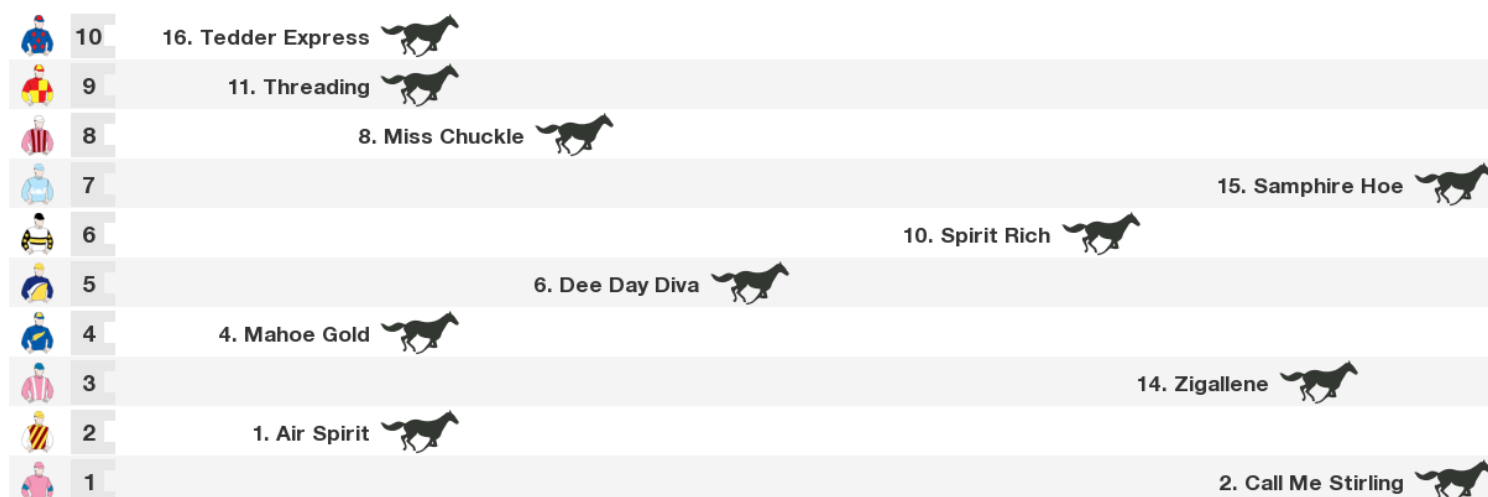 10 16. Tedder Express
9 11. Threading
8 8. Miss Chuckle
7 15. Samphire Hoe
6 10. Spirit Rich
5 6. Dee Day Diva
4 4. Mahoe Gold
3 14. Zigallene
2 1. Air Spirit
1 2. Call Me Stirling